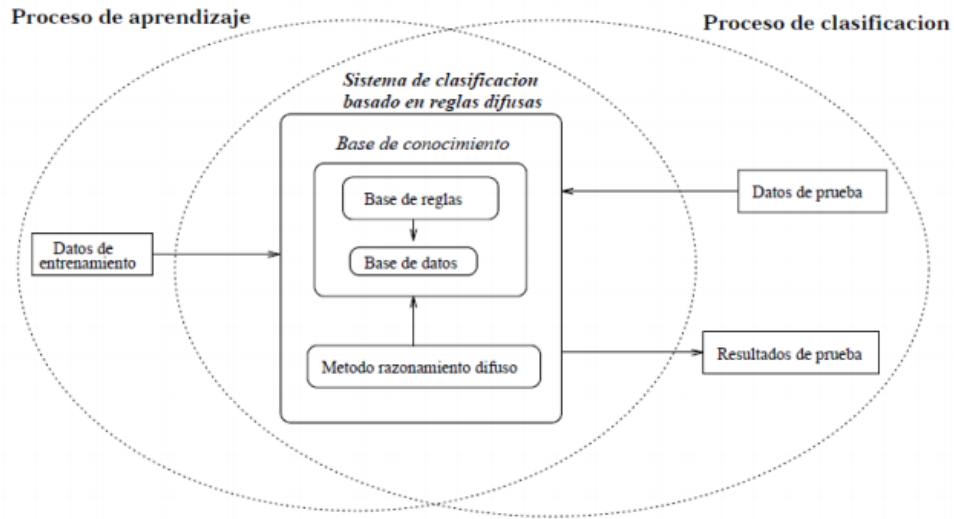 Proceso de aprendizaje
Proceso de clasificacion
Sistema de clasificacion
basado en reglas difusas
Base de conocimiento
Base de reglas
Datos de prueba
Datos de
entrenamiento
Base de datos
Metodo razonamiento difuso
Resultados de prueba